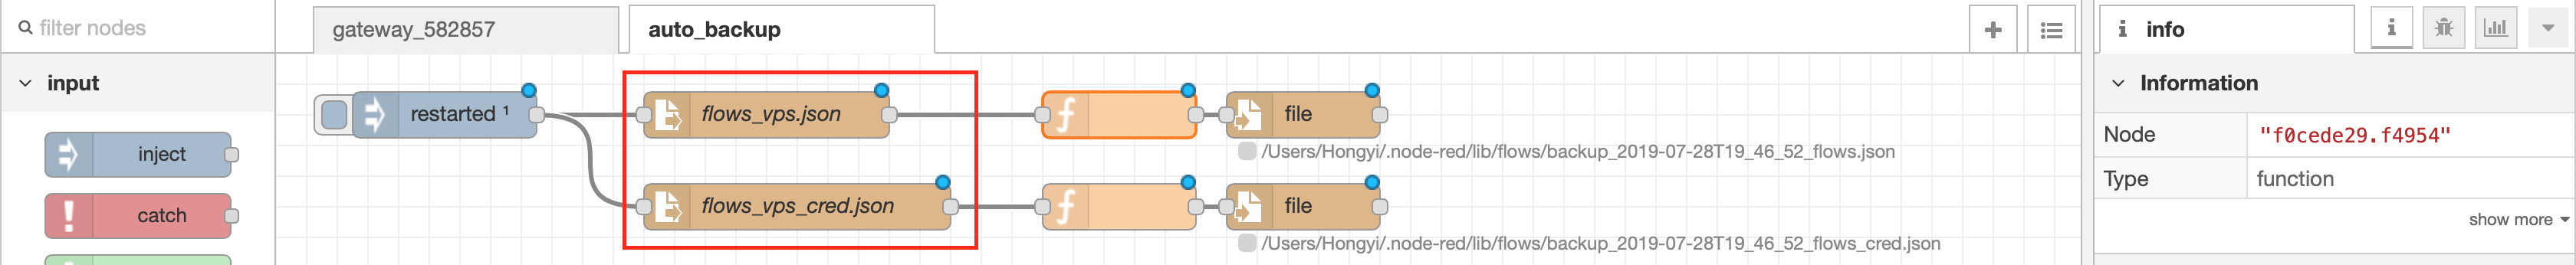 filter nodes
gateway_582857
auto_backup
info
input
Information
restarted ¹
flows_vps.json
file
/Users/Hongyi/.node-red/lib/flows/backup_2019-07-28T19_46_52_flows.json
Node
"f0cede29.f4954"
inject
Type
function
catch
flows_vps_cred.json
file
show more
/Users/Hongyi/.node-red/lib/flows/backup_2019-07-28T19_46_52_flows_cred.json